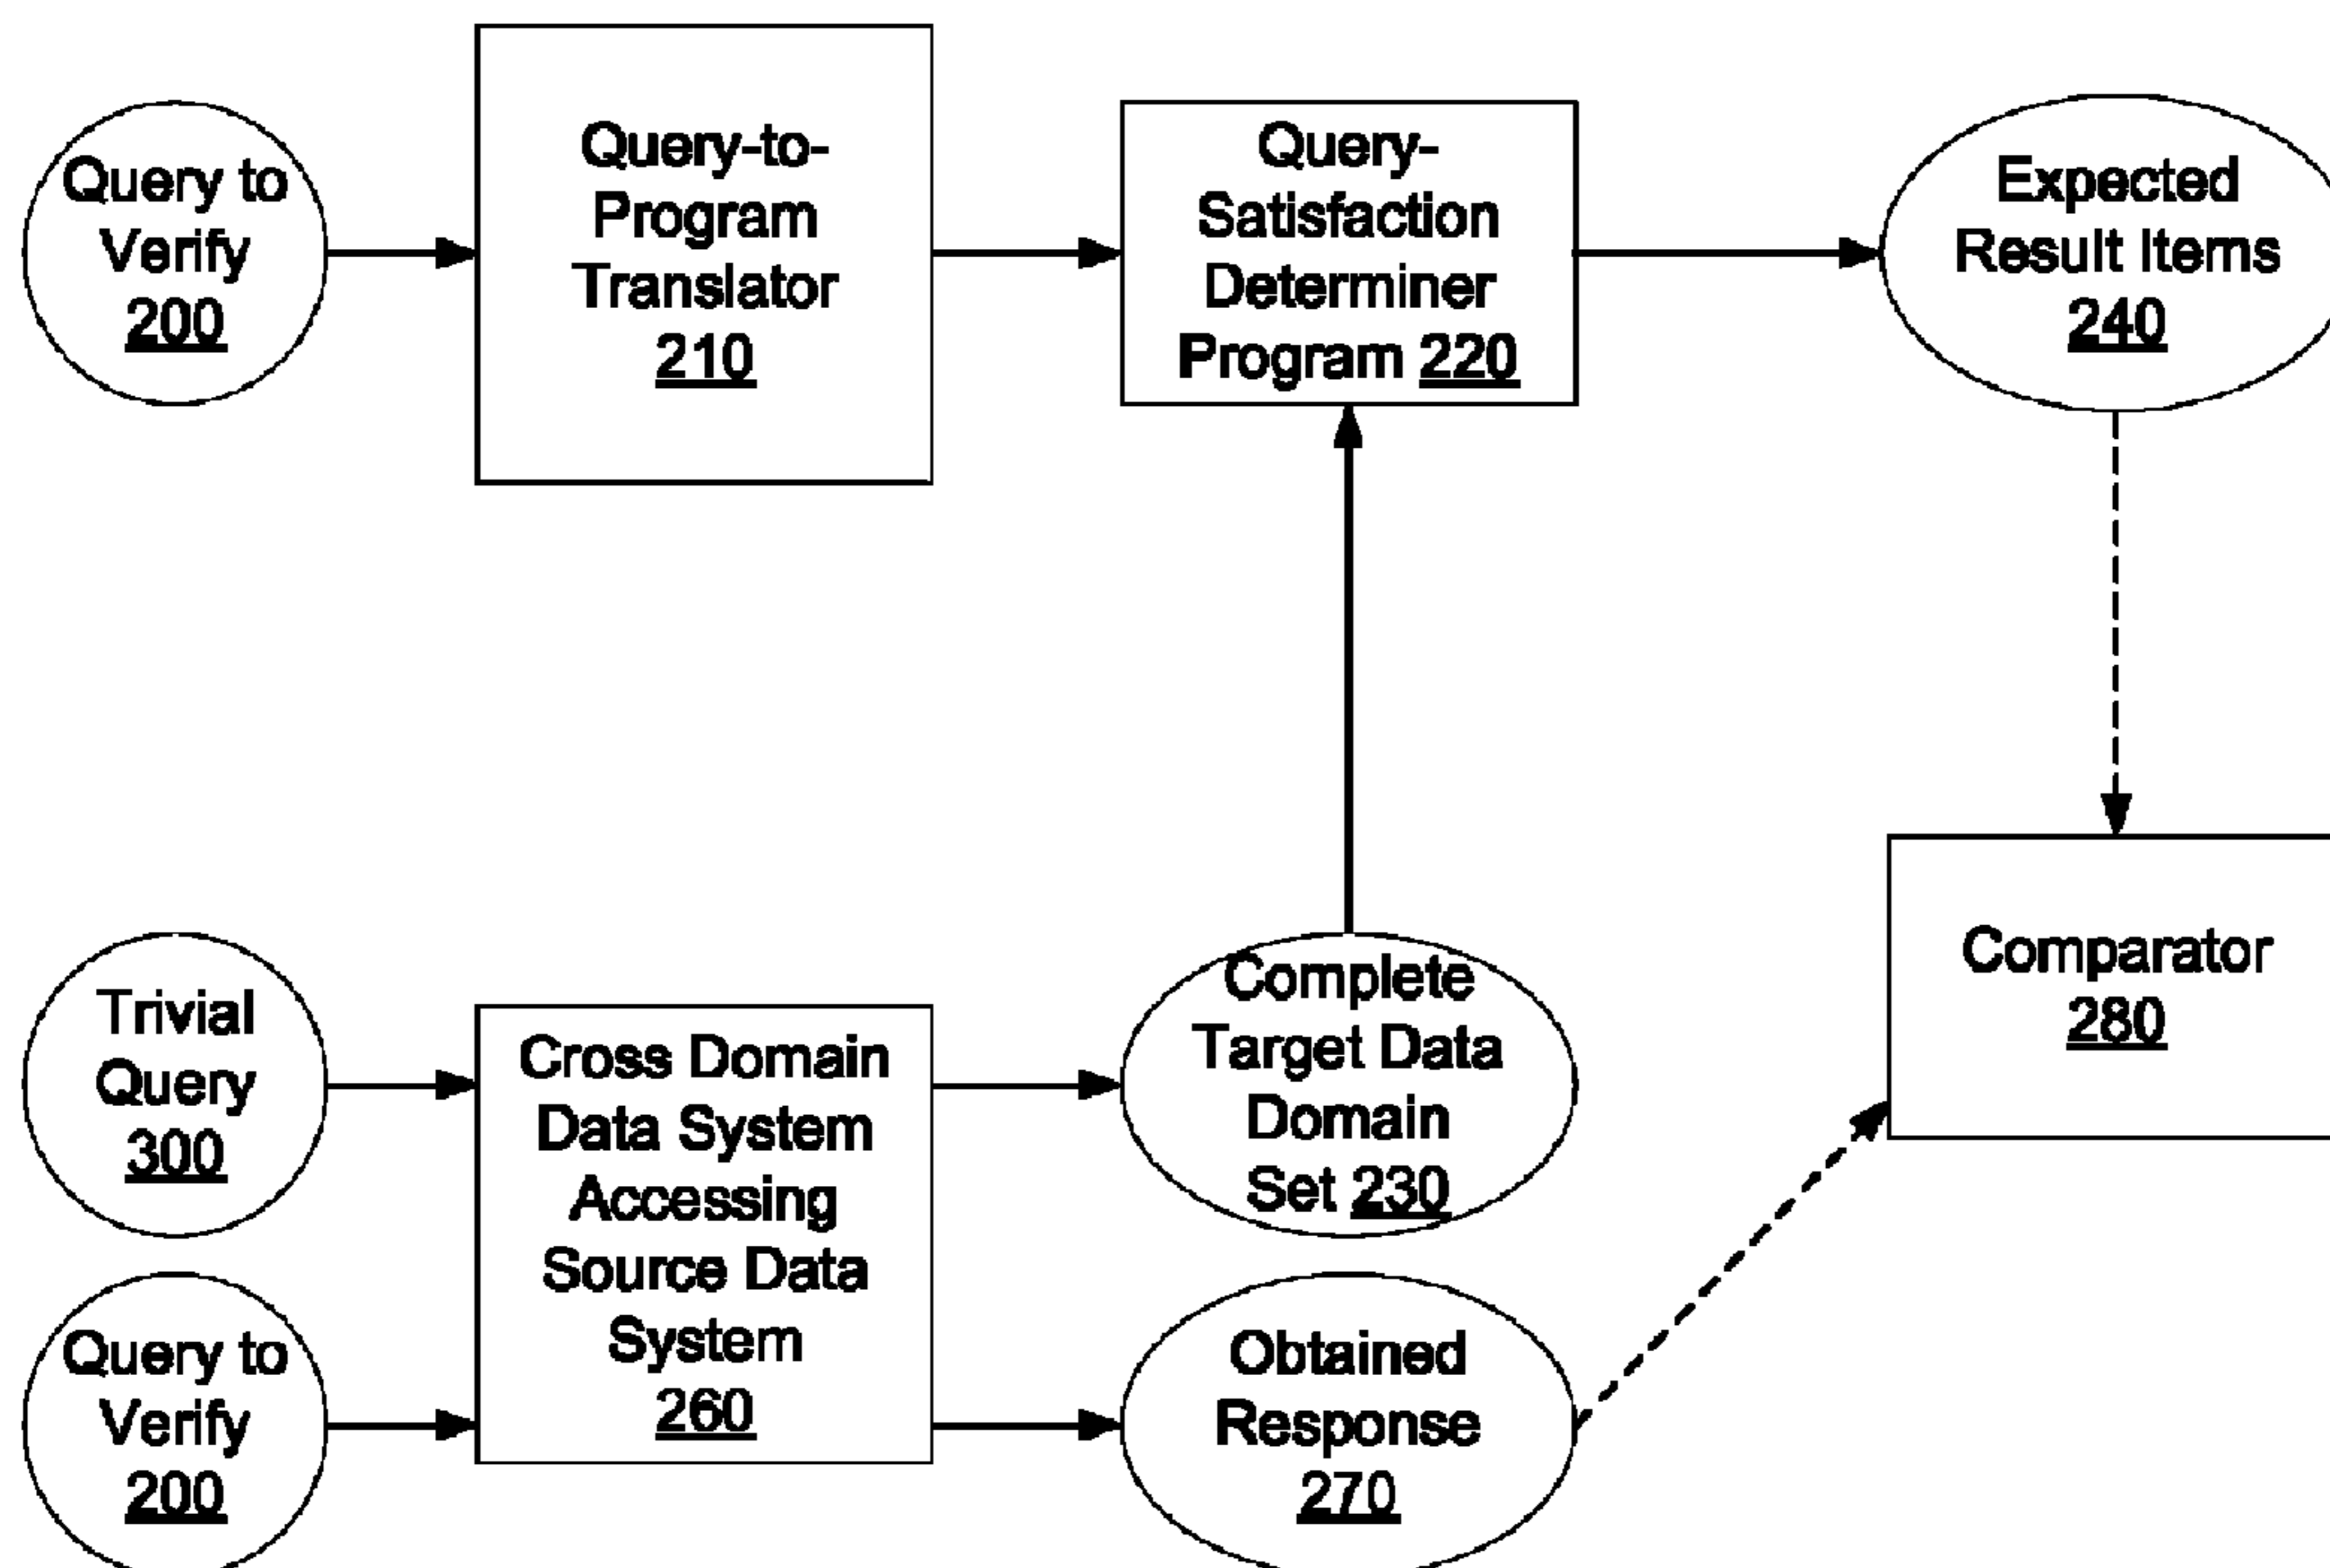 Query to
Verify
200
Query-to-
Program
Translator
210
Query-
Satisfaction
Determiner
Program 220
Expected
Result Items
240
Trivial
Query
300
Cross Domain
Data System
Accessing
Source Data
System
260
Complete
Target Data
Domain
Set 230
Comparator
280
Query to
Verify
200
Obtained
Response
270